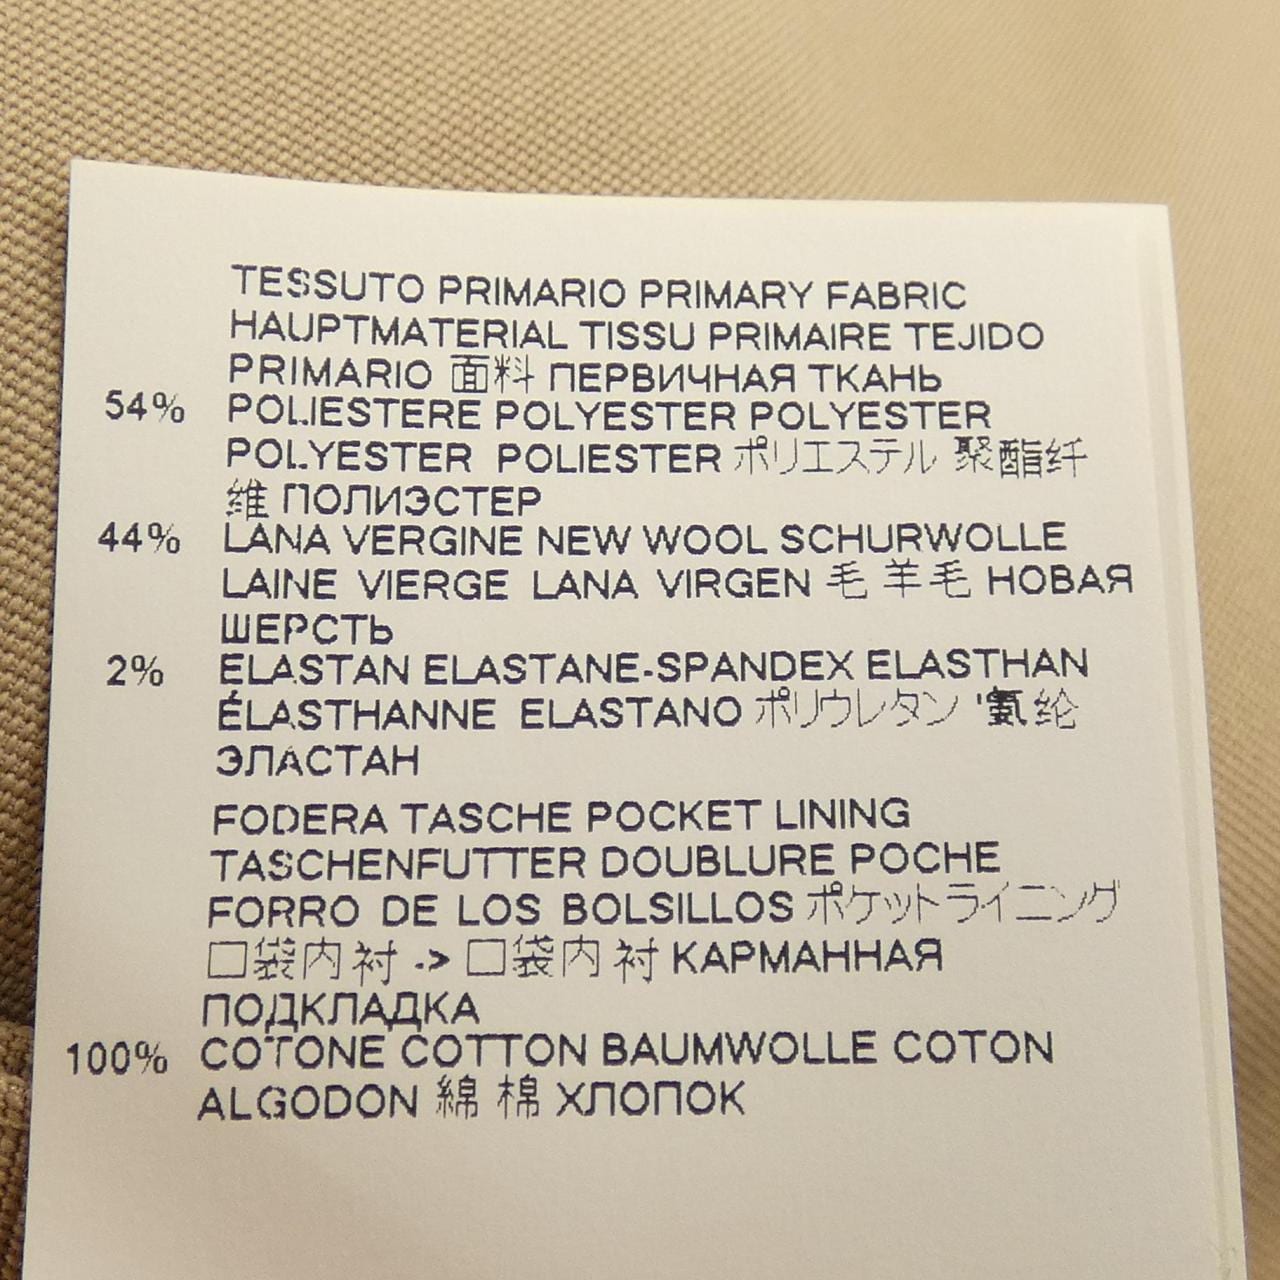 TESSUTO PRIMARIO PRIMARY FABRIC
HAUPTMATERIAL TISSU PRIMAIRE TEJIDO
PRIMARIO 面料 ПЕРВИЧНАЯ ТКАНЬ
54% POLIESTERE POLYESTER POLYESTER
POLYESTER POLIESTER ポリエステル 聚酯纤
维 ПОЛИЭСТЕР
44% LANA VERGINE NEW WOOL SCHURWOLLE
LAINE VIERGE LANA VIRGEN 毛 羊毛 НОВАЯ
ШЕРСТЬ
2% ELASTAN ELASTANE-SPANDEX ELASTHAN
ÉLASTHANNE ELASTANO ポリウレタン '氨纶
ЭЛАСТАН
FODERA TASCHE POCKET LINING
TASCHENFUTTER DOUBLURE POCHE
FORRO DE LOS BOLSILLOS ポケットライニング
口袋内衬 -> 口袋内衬 КАРМАННАЯ
ПОДКЛАДКА
100% COTONE COTTON BAUMWOLLE COTON
ALGODON 綿 棉 ХЛОПОК